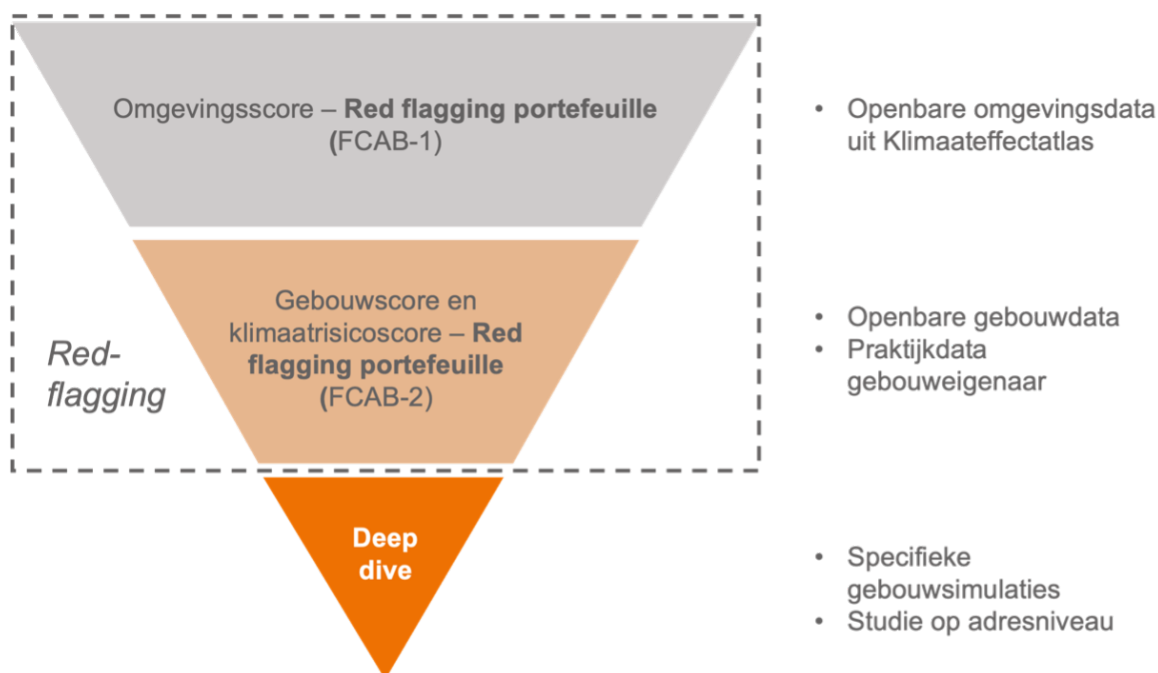 Omgevingsscore – Red flagging portefeuille
(FCAB-1)
• Openbare omgevingsdata
uit Klimaateffectatlas
Red-
flagging
Gebouwscore en
klimaatrisicoscore – Red
flagging portefeuille
(FCAB-2)
• Openbare gebouwdata
• Praktijkdata
gebouweigenaar
Deep
dive
• Specifieke
gebouwsimulaties
• Studie op adresniveau